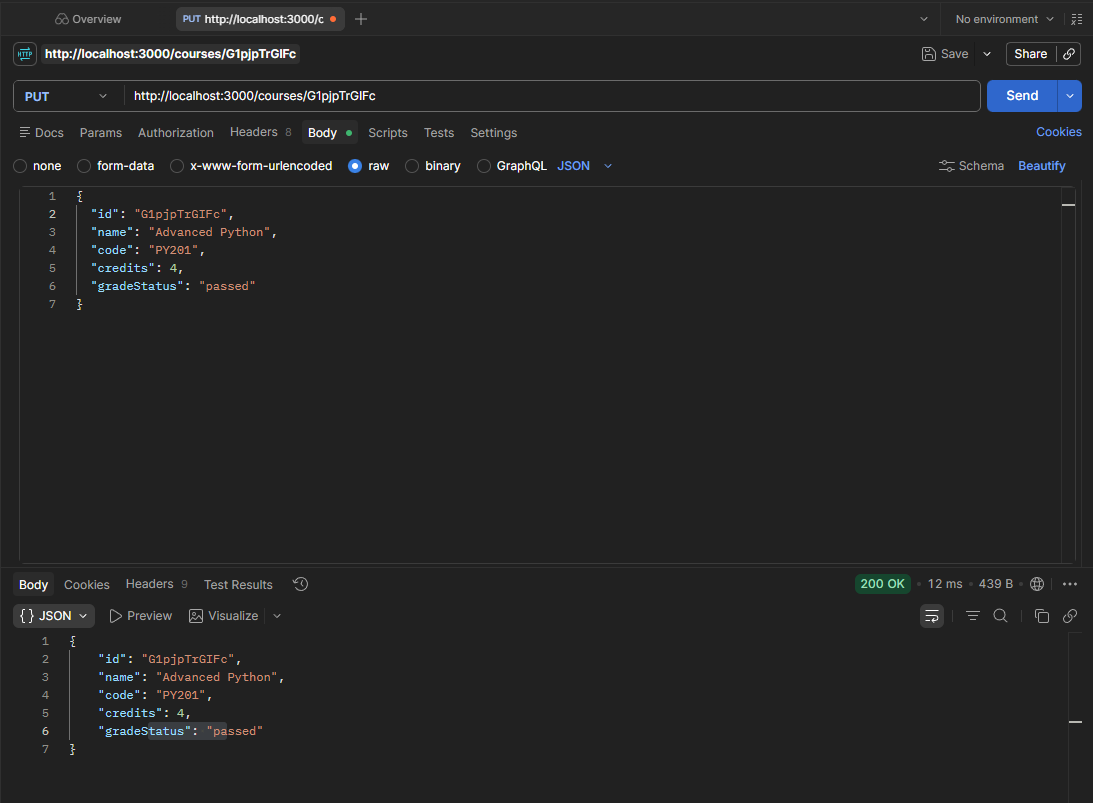 Overview
PUT http://localhost:3000/c
No environment
HTTP http://localhost:3000/courses/G1pjpTrGIFc
Save
Share
PUT http://localhost:3000/courses/G1pjpTrGIFc
Send
Docs Params Authorization Headers 8 Body Scripts Tests Settings Cookies
none form-data x-www-form-urlencoded raw binary GraphQL JSON Schema Beautify
1 {
2 "id": "G1pjpTrGIFc",
3 "name": "Advanced Python",
4 "code": "PY201",
5 "credits": 4,
6 "gradeStatus": "passed"
7 }
Body Cookies Headers 9 Test Results 200 OK • 12 ms • 439 B •
{} JSON Preview Visualize
1 {
2 "id": "G1pjpTrGIFc",
3 "name": "Advanced Python",
4 "code": "PY201",
5 "credits": 4,
6 "gradeStatus": "passed"
7 }